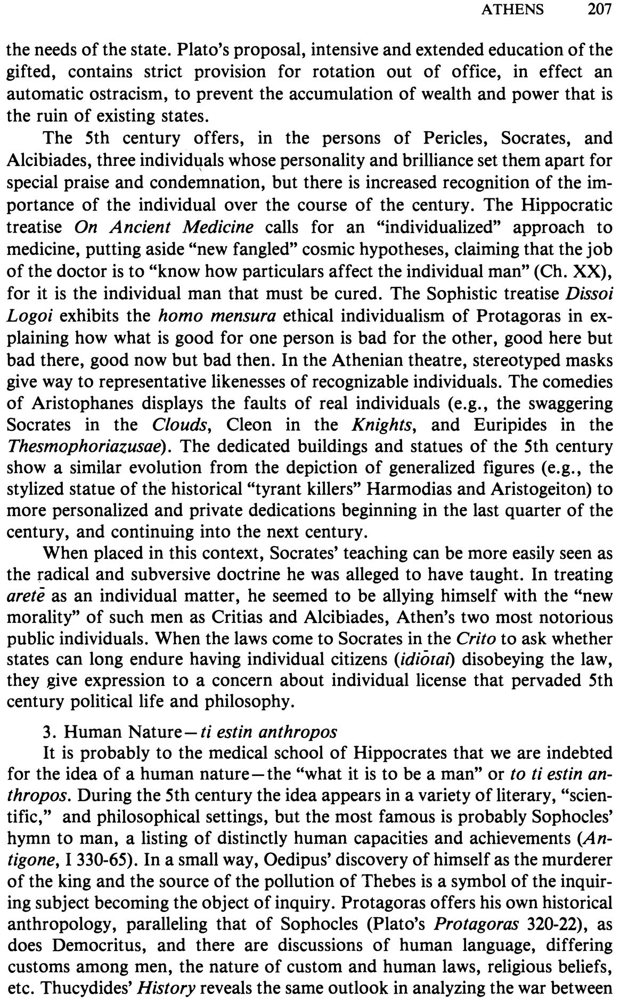 ATHENS 207
the needs of the state. Plato's proposal, intensive and extended education of the
gifted, contains strict provision for rotation out of office, in effect an
automatic ostracism, to prevent the accumulation of wealth and power that is
the ruin of existing states.
The 5th century offers, in the persons of Pericles, Socrates, and
Alcibiades, three individuals whose personality and brilliance set them apart for
special praise and condemnation, but there is increased recognition of the im-
portance of the individual over the course of the century. The Hippocratic
treatise On Ancient Medicine calls for an “individualized” approach to
medicine, putting aside “new fangled” cosmic hypotheses, claiming that the job
of the doctor is to “know how particulars affect the individual man” (Ch. XX),
for it is the individual man that must be cured. The Sophistic treatise Dissoi
Logoi exhibits the homo mensura ethical individualism of Protagoras in ex-
plaining how what is good for one person is bad for the other, good here but
bad there, good now but bad then. In the Athenian theatre, stereotyped masks
give way to representative likenesses of recognizable individuals. The comedies
of Aristophanes displays the faults of real individuals (e.g., the swaggering
Socrates in the Clouds, Cleon in the Knights, and Euripides in the
Thesmophoriazusae). The dedicated buildings and statues of the 5th century
show a similar evolution from the depiction of generalized figures (e.g., the
stylized statue of the historical “tyrant killers” Harmodias and Aristogeiton) to
more personalized and private dedications beginning in the last quarter of the
century, and continuing into the next century.
When placed in this context, Socrates' teaching can be more easily seen as
the radical and subversive doctrine he was alleged to have taught. In treating
aretē as an individual matter, he seemed to be allying himself with the “new
morality” of such men as Critias and Alcibiades, Athen's two most notorious
public individuals. When the laws come to Socrates in the Crito to ask whether
states can long endure having individual citizens (idiōtai) disobeying the law,
they give expression to a concern about individual license that pervaded 5th
century political life and philosophy.
3. Human Nature—ti estin anthropos
It is probably to the medical school of Hippocrates that we are indebted
for the idea of a human nature—the “what it is to be a man” or to ti estin an-
thropos. During the 5th century the idea appears in a variety of literary, “scien-
tific,” and philosophical settings, but the most famous is probably Sophocles'
hymn to man, a listing of distinctly human capacities and achievements (An-
tigone, I 330-65). In a small way, Oedipus' discovery of himself as the murderer
of the king and the source of the pollution of Thebes is a symbol of the inquir-
ing subject becoming the object of inquiry. Protagoras offers his own historical
anthropology, paralleling that of Sophocles (Plato's Protagoras 320-22), as
does Democritus, and there are discussions of human language, differing
customs among men, the nature of custom and human laws, religious beliefs,
etc. Thucydides' History reveals the same outlook in analyzing the war between